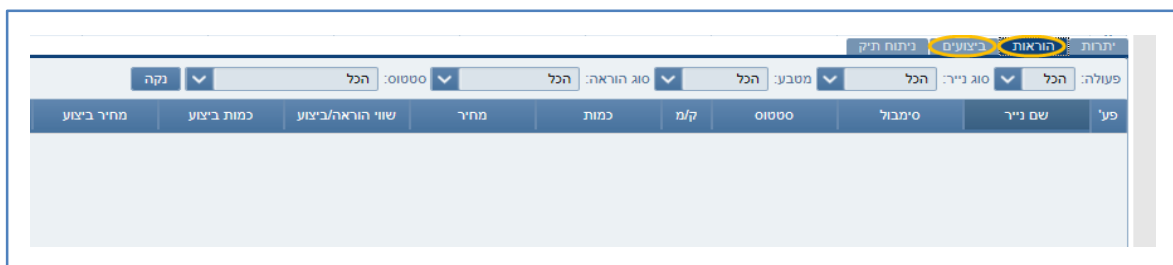 יתרות הוראות ביצועים ניתוח תיק
פעולה: הכל סוג נייר: הכל מטבע: הכל סוג הוראה: הכל סטטוס: הכל נקה
פע' שם נייר סימבול סטטוס ק/מ כמות מחיר שווי הוראה/ביצוע כמות ביצוע מחיר ביצוע